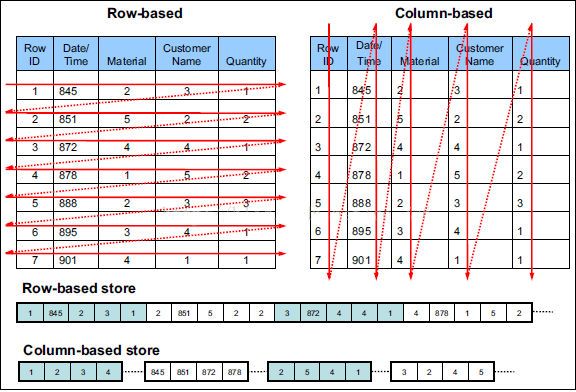 Row-based
Row ID Date/ Time Material Customer Name Quantity
1 845 2 3 1
2 851 5 2 2
3 872 4 4 1
4 878 1 5 2
5 888 2 3 3
6 895 3 4 1
7 901 4 1 1
Column-based
Row ID Date/ Time Material Customer Name Quantity
1 845 2 3 1
2 851 5 2 2
3 872 4 4 1
4 878 1 5 2
5 888 2 3 3
6 895 3 4 1
7 901 4 1 1
Row-based store
1 845 2 3 1 2 851 5 2 2 3 872 4 4 1 4 878 1 5 2
Column-based store
1 2 3 4 845 851 872 878 2 5 4 1 3 2 4 5